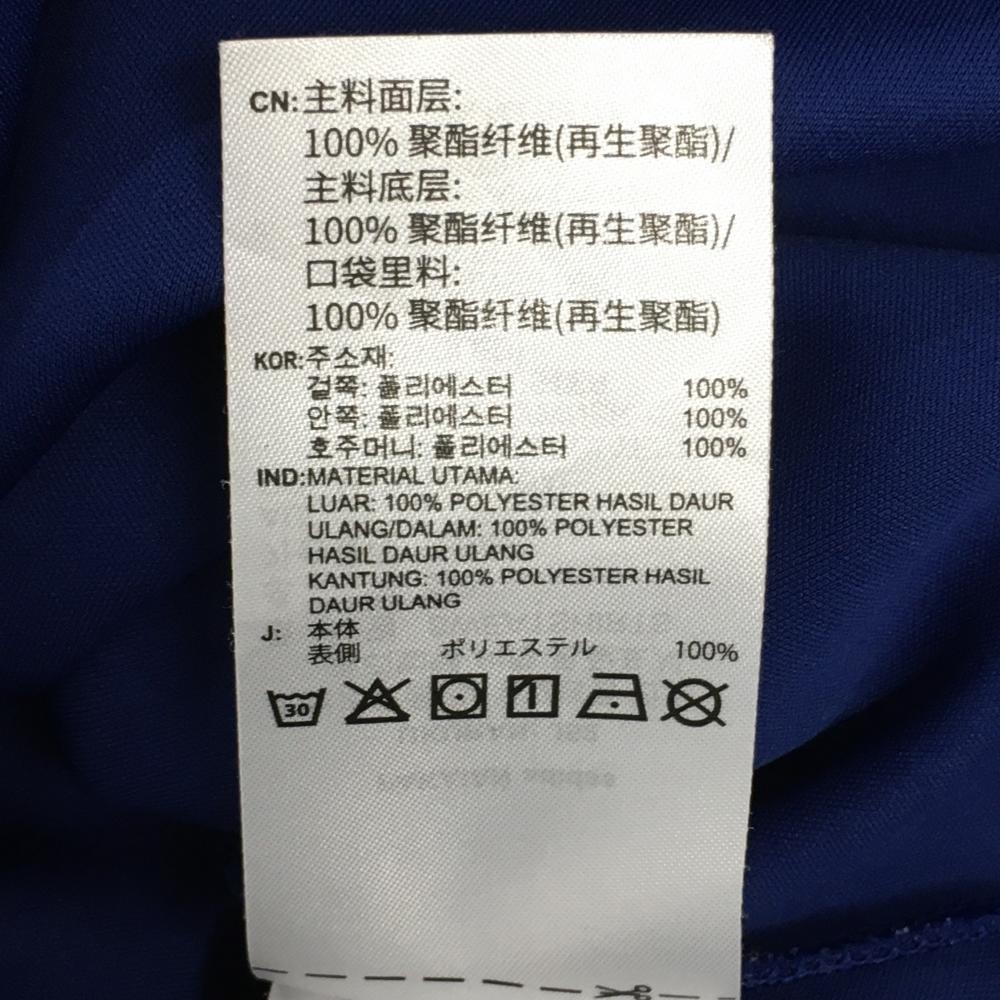 CN: 主料面层:
100% 聚酯纤维(再生聚酯)/
主料底层:
100% 聚酯纤维(再生聚酯)/
口袋里料:
100% 聚酯纤维(再生聚酯)
KOR: 주소재:
겉쪽: 폴리에스터 100%
안쪽: 폴리에스터 100%
호주머니: 폴리에스터 100%
IND: MATERIAL UTAMA:
LUAR: 100% POLYESTER HASIL DAUR
ULANG/DALAM: 100% POLYESTER
HASIL DAUR ULANG
KANTUNG: 100% POLYESTER HASIL
DAUR ULANG
J: 本体
表側 ポリエステル 100%
30